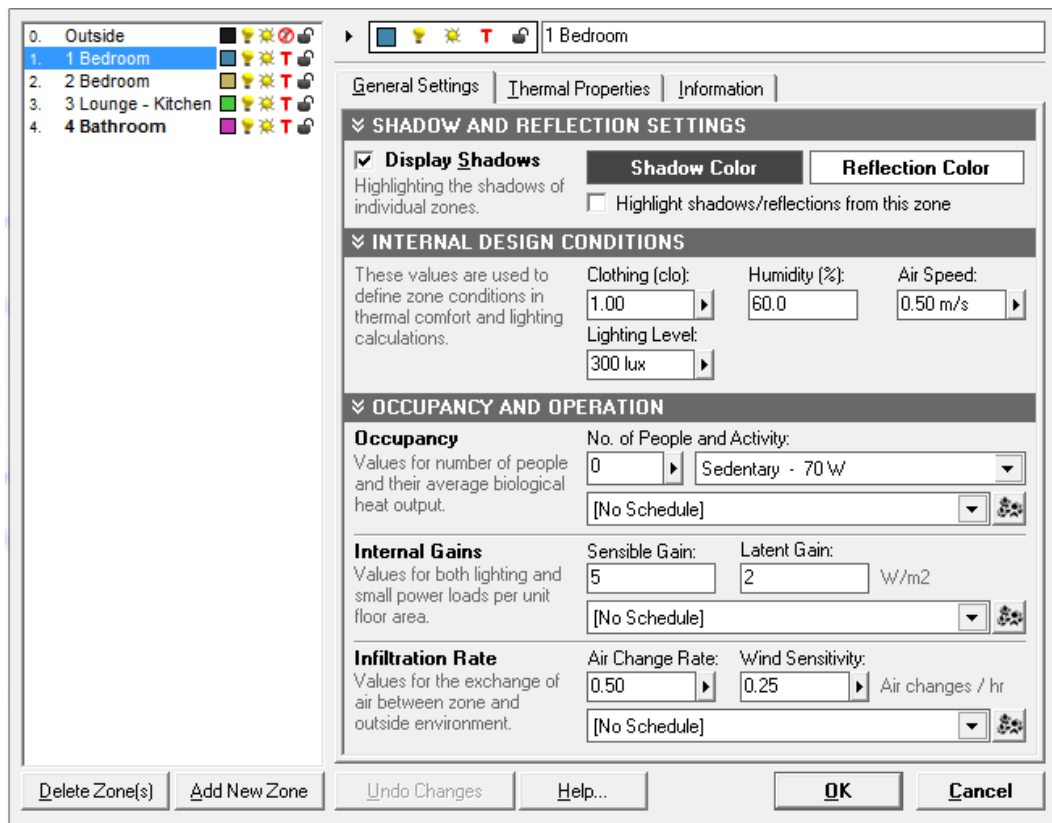 0. Outside
1. 1 Bedroom
2. 2 Bedroom
3. 3 Lounge - Kitchen
4. 4 Bathroom
Delete Zone(s) Add New Zone
T 1 Bedroom
General Settings Thermal Properties Information
SHADOW AND REFLECTION SETTINGS
Display Shadows Shadow Color Reflection Color
Highlighting the shadows of
individual zones.
Highlight shadows/reflections from this zone
INTERNAL DESIGN CONDITIONS
These values are used to
define zone conditions in
thermal comfort and lighting
calculations.
Clothing (clo): Humidity (%): Air Speed:
1.00 60.0 0.50 m/s
Lighting Level:
300 lux
OCCUPANCY AND OPERATION
Occupancy
Values for number of people
and their average biological
heat output.
No. of People and Activity:
0 Sedentary - 70 W
[No Schedule]
Internal Gains
Values for both lighting and
small power loads per unit
floor area.
Sensible Gain: Latent Gain:
5 2 W/m2
[No Schedule]
Infiltration Rate
Values for the exchange of
air between zone and
outside environment.
Air Change Rate: Wind Sensitivity:
0.50 0.25 Air changes / hr
[No Schedule]
Undo Changes Help... OK Cancel